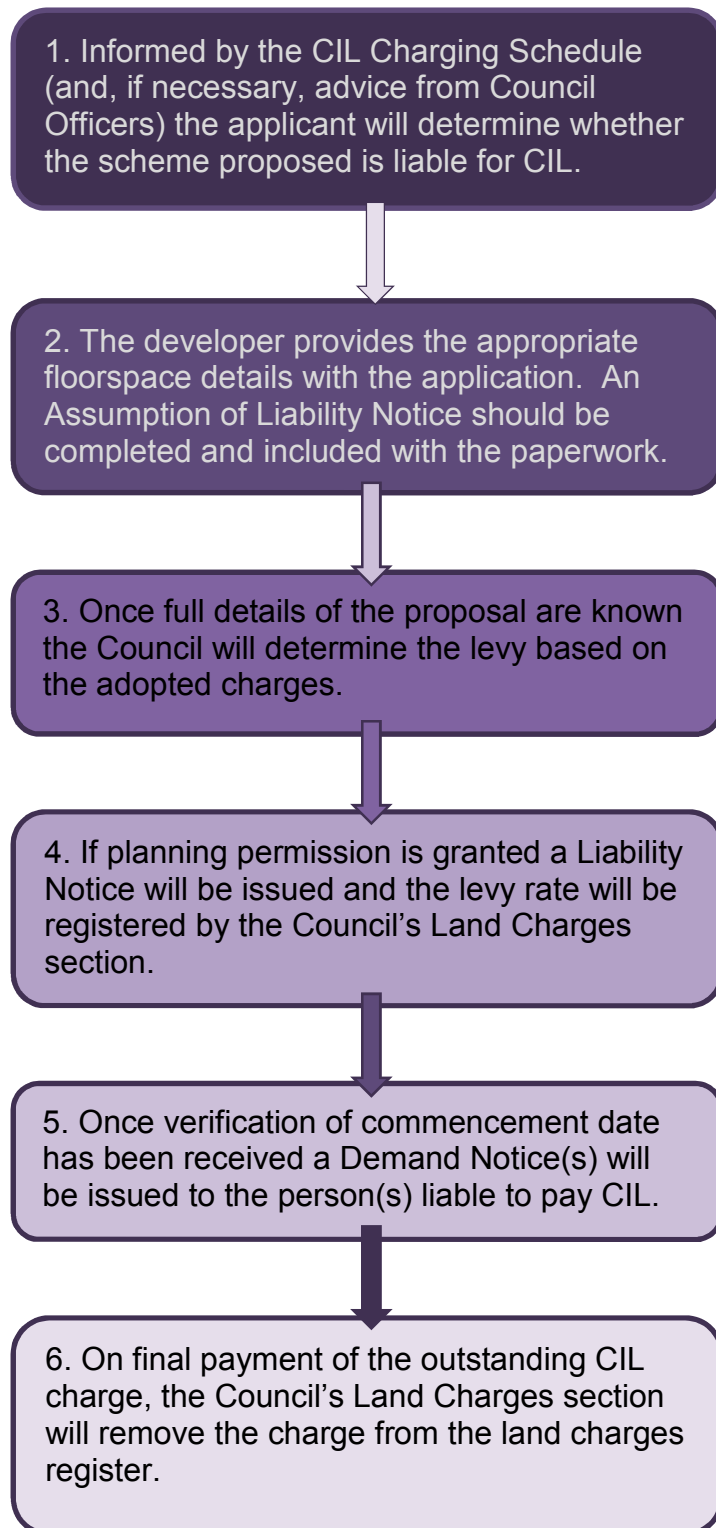 1. Informed by the CIL Charging Schedule
(and, if necessary, advice from Council
Officers) the applicant will determine whether
the scheme proposed is liable for CIL.
2. The developer provides the appropriate
floorspace details with the application.  An
Assumption of Liability Notice should be
completed and included with the paperwork.
3. Once full details of the proposal are known
the Council will determine the levy based on
the adopted charges.
4. If planning permission is granted a Liability
Notice will be issued and the levy rate will be
registered by the Council’s Land Charges
section.
5. Once verification of commencement date
has been received a Demand Notice(s) will
be issued to the person(s) liable to pay CIL.
6. On final payment of the outstanding CIL
charge, the Council’s Land Charges section
will remove the charge from the land charges
register.